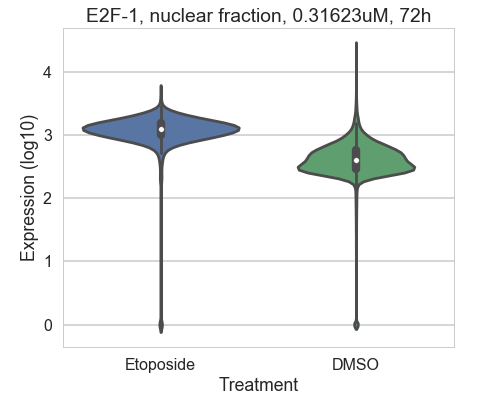 E2F-1, nuclear fraction, 0.31623uM, 72h
Expression (log10)
4
3
2
1
0
Etoposide DMSO
Treatment